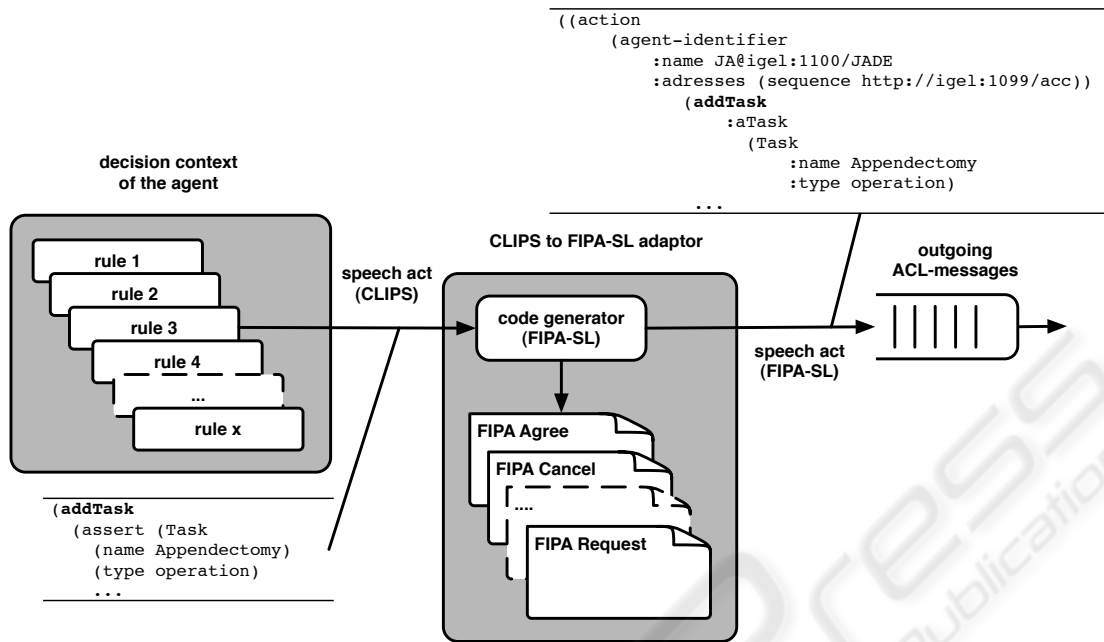 ((action
(agent-identifier
:name JA@igel:1100/JADE
:adresses (sequence http://igel:1099/acc))
(addTask
:aTask
(Task
:name Appendectomy
:type operation)
...
decision context
of the agent
rule 1
rule 2
rule 3
rule 4
...
rule x
speech act
(CLIPS)
(addTask
(assert (Task
(name Appendectomy)
(type operation)
...
CLIPS to FIPA-SL adaptor
code generator
(FIPA-SL)
FIPA Agree
FIPA Cancel
....
FIPA Request
speech act
(FIPA-SL)
outgoing
ACL-messages